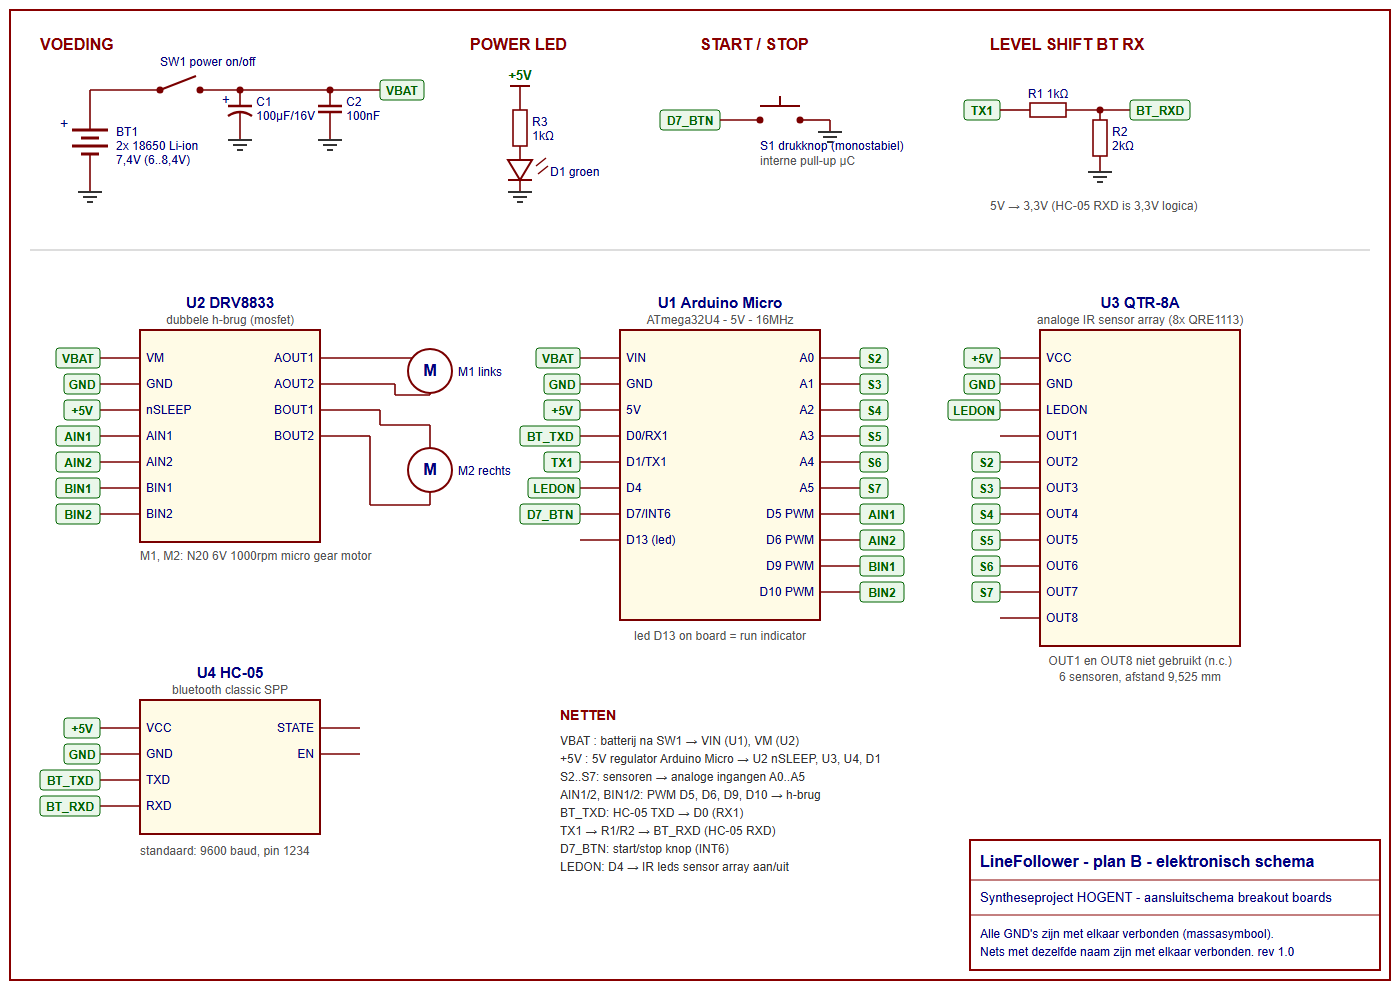 VOEDING
SW1 power on/off
VBAT
+
C1
100µF/16V
C2
100nF
+
BT1
2x 18650 Li-ion
7,4V (6..8,4V)
POWER LED
+5V
R3
1kΩ
D1 groen
START / STOP
D7_BTN
S1 drukknop (monostabiel)
interne pull-up µC
LEVEL SHIFT BT RX
TX1
R1 1kΩ
BT_RXD
R2
2kΩ
5V → 3,3V (HC-05 RXD is 3,3V logica)
U2 DRV8833
dubbele h-brug (mosfet)
VBAT VM AOUT1
GND GND AOUT2
+5V nSLEEP BOUT1
AIN1 AIN1 BOUT2
AIN2 AIN2
BIN1 BIN1
BIN2 BIN2
M M1 links
M M2 rechts
M1, M2: N20 6V 1000rpm micro gear motor
U1 Arduino Micro
ATmega32U4 - 5V - 16MHz
VBAT VIN A0 S2
GND GND A1 S3
+5V 5V A2 S4
BT_TXD D0/RX1 A3 S5
TX1 D1/TX1 A4 S6
LEDON D4 A5 S7
D7_BTN D7/INT6 D5 PWM AIN1
D13 (led) D6 PWM AIN2
D9 PWM BIN1
D10 PWM BIN2
led D13 on board = run indicator
U3 QTR-8A
analoge IR sensor array (8x QRE1113)
+5V VCC
GND GND
LEDON LEDON
OUT1
S2 OUT2
S3 OUT3
S4 OUT4
S5 OUT5
S6 OUT6
S7 OUT7
OUT8
OUT1 en OUT8 niet gebruikt (n.c.)
6 sensoren, afstand 9,525 mm
U4 HC-05
bluetooth classic SPP
+5V VCC STATE
GND GND EN
BT_TXD TXD
BT_RXD RXD
standaard: 9600 baud, pin 1234
NETTEN
VBAT : batterij na SW1 → VIN (U1), VM (U2)
+5V : 5V regulator Arduino Micro → U2 nSLEEP, U3, U4, D1
S2..S7: sensoren → analoge ingangen A0..A5
AIN1/2, BIN1/2: PWM D5, D6, D9, D10 → h-brug
BT_TXD: HC-05 TXD → D0 (RX1)
TX1 → R1/R2 → BT_RXD (HC-05 RXD)
D7_BTN: start/stop knop (INT6)
LEDON: D4 → IR leds sensor array aan/uit
LineFollower - plan B - elektronisch schema
Syntheseproject HOGENT - aansluitschema breakout boards
Alle GND's zijn met elkaar verbonden (massasymbool).
Nets met dezelfde naam zijn met elkaar verbonden. rev 1.0